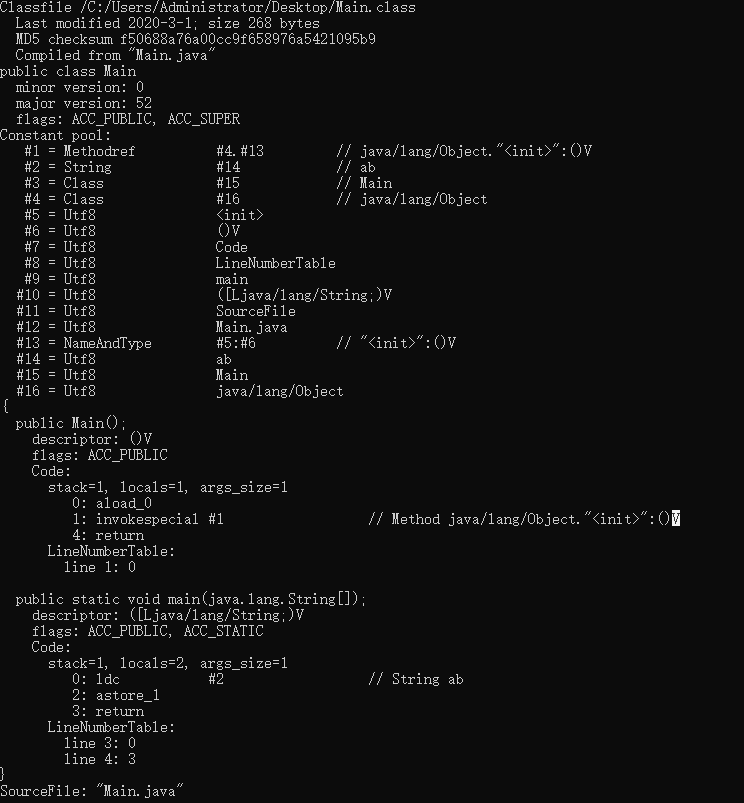 Classfile /C:/Users/Administrator/Desktop/Main.class
  Last modified 2020-3-1; size 268 bytes
  MD5 checksum f50688a76a00cc9f658976a5421095b9
  Compiled from "Main.java"
public class Main
  minor version: 0
  major version: 52
  flags: ACC_PUBLIC, ACC_SUPER
Constant pool:
   #1 = Methodref          #4.#13         // java/lang/Object."<init>":()V
   #2 = String             #14            // ab
   #3 = Class              #15            // Main
   #4 = Class              #16            // java/lang/Object
   #5 = Utf8               <init>
   #6 = Utf8               ()V
   #7 = Utf8               Code
   #8 = Utf8               LineNumberTable
   #9 = Utf8               main
  #10 = Utf8               ([Ljava/lang/String;)V
  #11 = Utf8               SourceFile
  #12 = Utf8               Main.java
  #13 = NameAndType        #5:#6          // "<init>":()V
  #14 = Utf8               ab
  #15 = Utf8               Main
  #16 = Utf8               java/lang/Object
{
  public Main();
    descriptor: ()V
    flags: ACC_PUBLIC
    Code:
      stack=1, locals=1, args_size=1
         0: aload_0
         1: invokespecial #1                  // Method java/lang/Object."<init>":()V
         4: return
      LineNumberTable:
        line 1: 0

  public static void main(java.lang.String[]);
    descriptor: ([Ljava/lang/String;)V
    flags: ACC_PUBLIC, ACC_STATIC
    Code:
      stack=1, locals=2, args_size=1
         0: ldc           #2                  // String ab
         2: astore_1
         3: return
      LineNumberTable:
        line 3: 0
        line 4: 3
}
SourceFile: "Main.java"